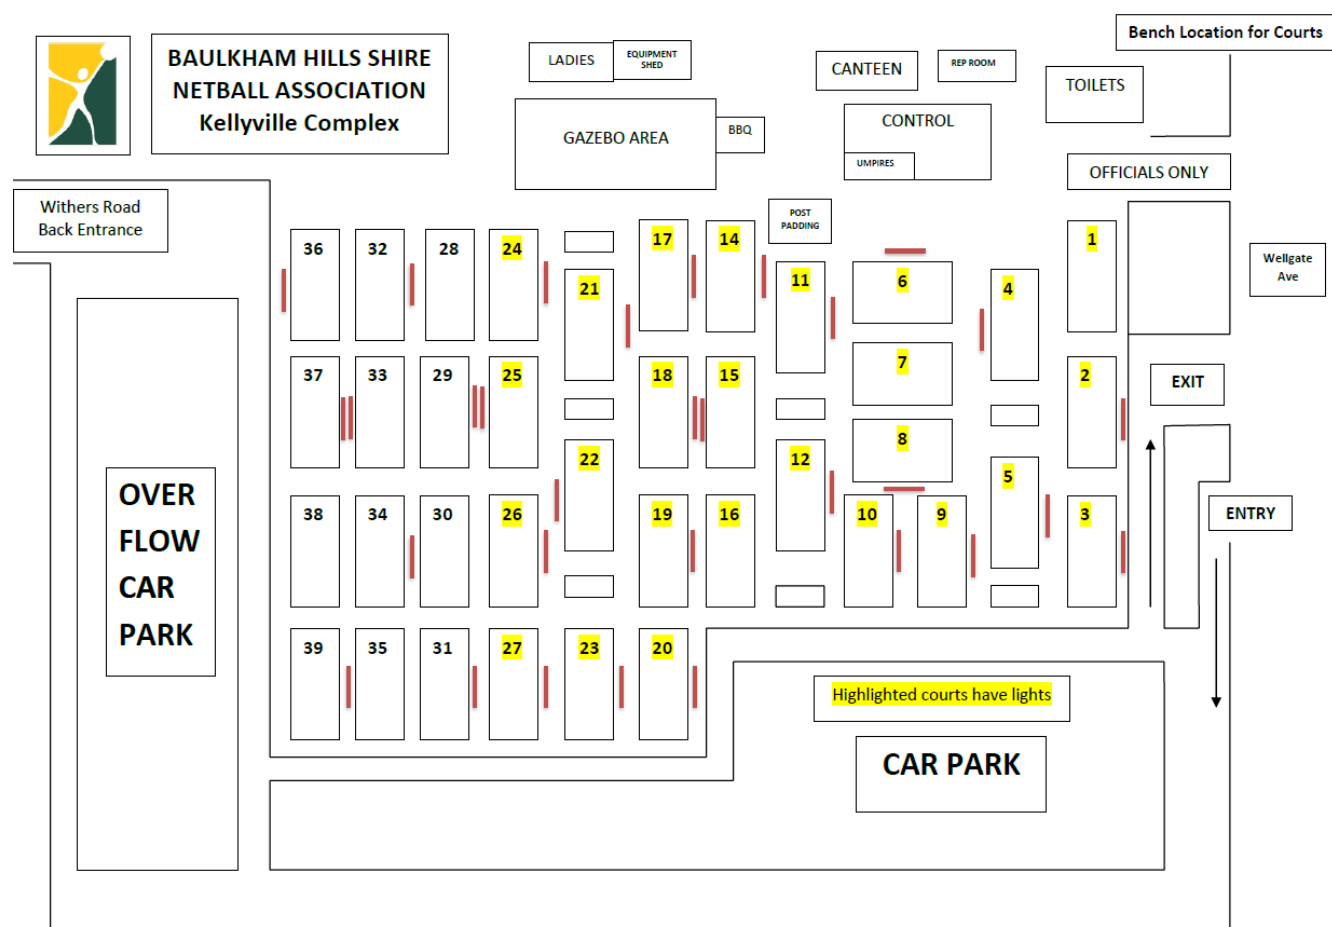 Bench Location for Courts
BAULKHAM HILLS SHIRE
NETBALL ASSOCIATION
Kellyville Complex
LADIES
EQUIPMENT
SHED
CANTEEN
REP ROOM
TOILETS
GAZEBO AREA
BBQ
CONTROL
UMPIRES
OFFICIALS ONLY
Withers Road
Back Entrance
POST
PADDING
Wellgate
Ave
36
32
28
24
21
17
14
11
6
4
1
37
33
29
25
18
15
7
2
EXIT
22
12
8
5
38
34
30
26
19
16
10
9
3
ENTRY
OVER
FLOW
CAR
PARK
39
35
31
27
23
20
Highlighted courts have lights
CAR PARK